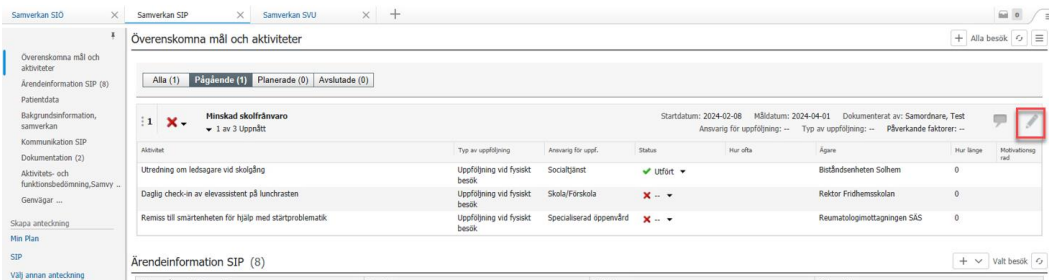 Samverkan SIÖ
Samverkan SIP
Samverkan SVU
0
Överenskomna mål och aktiviteter
Alla besök
Överenskomna mål och
aktiviteter
Ärendeinformation SIP (8)
Patientdata
Bakgrundsinformation,
samverkan
Kommunikation SIP
Dokumentation (2)
Aktivitets- och
funktionsbedömning,Samvy ..
Genvägar ...
Skapa anteckning
Min Plan
SIP
Välj annan anteckning
Alla (1) Pågående (1) Planerade (0) Avslutade (0)
1
Minskad skolfrånvaro
1 av 3 Uppnått
Startdatum: 2024-02-08 Måldatum: 2024-04-01 Dokumenterat av: Samordnare, Test
Ansvarig för uppföljning: -- Typ av uppföljning: -- Påverkande faktorer: --
Aktivitet Typ av uppföljning Ansvarig för uppf. Status Hur ofta Ägare Hur länge Motivationsg
rad
Utredning om ledsagare vid skolgång Uppföljning vid fysiskt Socialtjänst Utfört Biståndsenheten Solhem 0
besök
Daglig check-in av elevassistent på lunchrasten Uppföljning vid fysiskt Skola/Förskola -- Rektor Fridhemsskolan 0
besök
Remiss till smärtenheten för hjälp med startproblematik Uppföljning vid fysiskt Specialiserad öppenvård -- Reumatologimottagningen SÄS 0
besök
Ärendeinformation SIP (8)
Valt besök